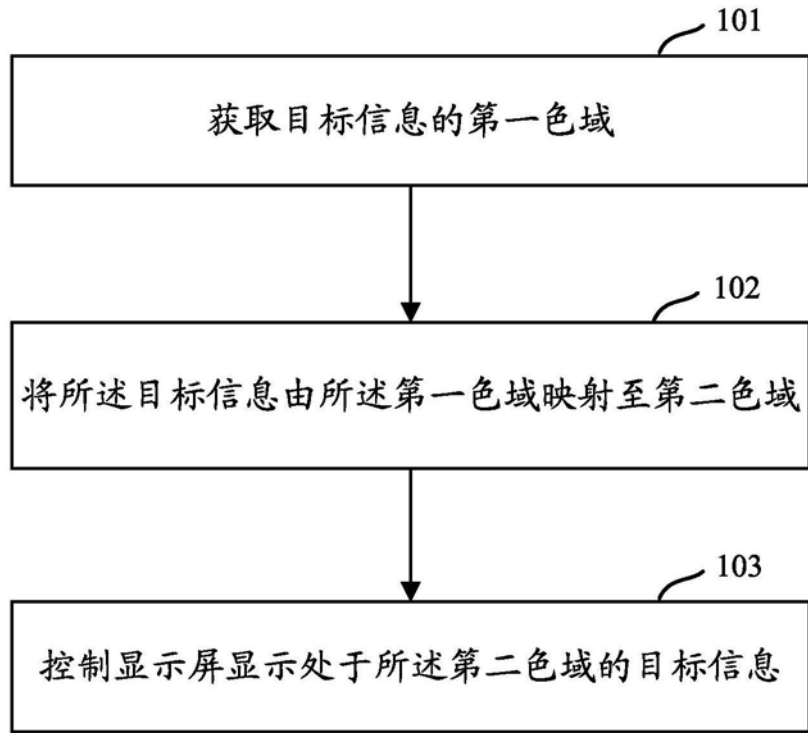 101
获取目标信息的第一色域
102
将所述目标信息由所述第一色域映射至第二色域
103
控制显示屏显示处于所述第二色域的目标信息